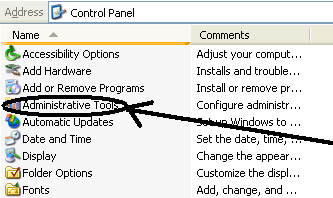 Address Control Panel
Name Comments
Accessibility Options Adjust your comput...
Add Hardware Installs and trouble...
Add or Remove Programs Install or remove pr...
Administrative Tools Configure administr...
Automatic Updates Set up Windows to ...
Date and Time Set the date, time, ...
Display Change the appear...
Folder Options Customize the displ...
Fonts Add, change, and ...